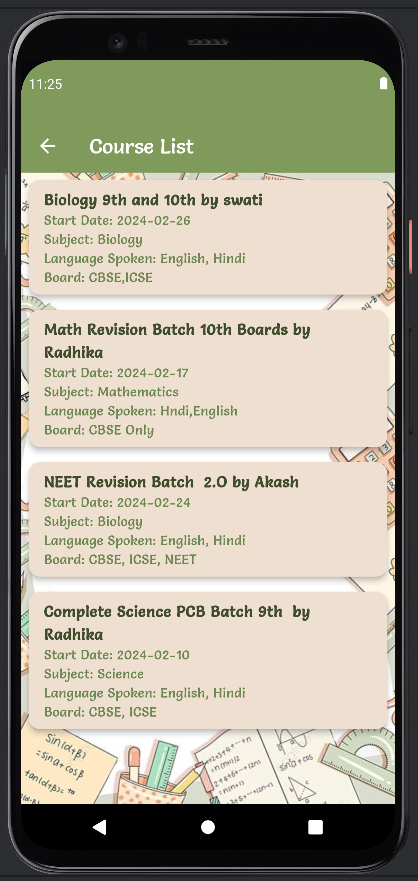 11:25
Course List
Biology 9th and 10th by swati
Start Date: 2024-02-26
Subject: Biology
Language Spoken: English, Hindi
Board: CBSE,ICSE
Math Revision Batch 10th Boards by
Radhika
Start Date: 2024-02-17
Subject: Mathematics
Language Spoken: Hndi,English
Board: CBSE Only
NEET Revision Batch  2.O by Akash
Start Date: 2024-02-24
Subject: Biology
Language Spoken: English, Hindi
Board: CBSE, ICSE, NEET
Complete Science PCB Batch 9th  by
Radhika
Start Date: 2024-02-10
Subject: Science
Language Spoken: English, Hindi
Board: CBSE, ICSE
Sin(α+β)
=sinα+cosβ
tan(α+β)=